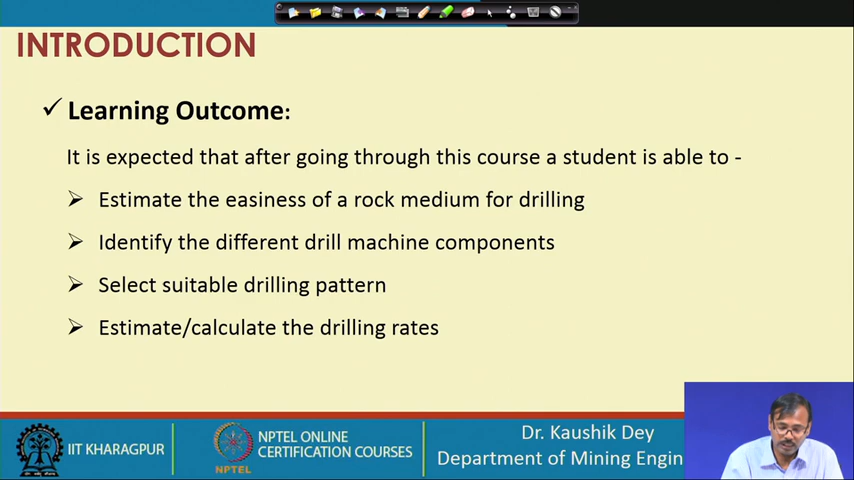 INTRODUCTION
✓ Learning Outcome:
It is expected that after going through this course a student is able to -
➢ Estimate the easiness of a rock medium for drilling
➢ Identify the different drill machine components
➢ Select suitable drilling pattern
➢ Estimate/calculate the drilling rates
IIT KHARAGPUR
NPTEL
NPTEL ONLINE
CERTIFICATION COURSES
Dr. Kaushik Dey
Department of Mining Engin